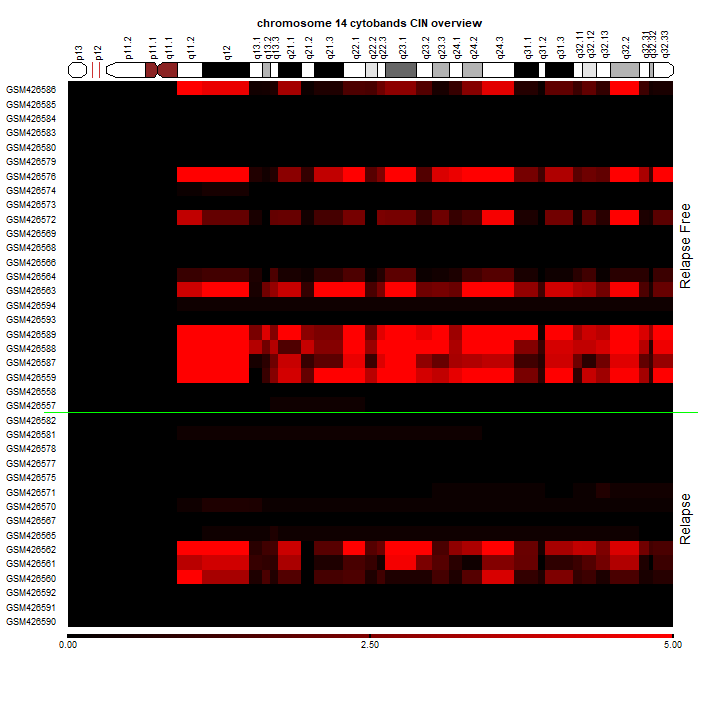 chromosome 14 cytobands CIN overview
p13
p12
p11.2
p11.1
q11.1
q11.2
q12
q13.1
q13.2
q13.3
q21.1
q21.2
q21.3
q22.1
q22.2
q22.3
q23.1
q23.2
q23.3
q24.1
q24.2
q24.3
q31.1
q31.2
q31.3
q32.11
q32.12
q32.13
q32.2
q32.31
q32.32
q32.33
GSM426586
GSM426585
GSM426584
GSM426583
GSM426580
GSM426579
GSM426576
GSM426574
GSM426573
GSM426572
GSM426569
GSM426568
GSM426566
GSM426564
GSM426563
GSM426594
GSM426593
GSM426589
GSM426588
GSM426587
GSM426559
GSM426558
GSM426557
Relapse Free
GSM426582
GSM426581
GSM426578
GSM426577
GSM426575
GSM426571
GSM426570
GSM426567
GSM426565
GSM426562
GSM426561
GSM426560
GSM426592
GSM426591
GSM426590
Relapse
0.00
2.50
5.00